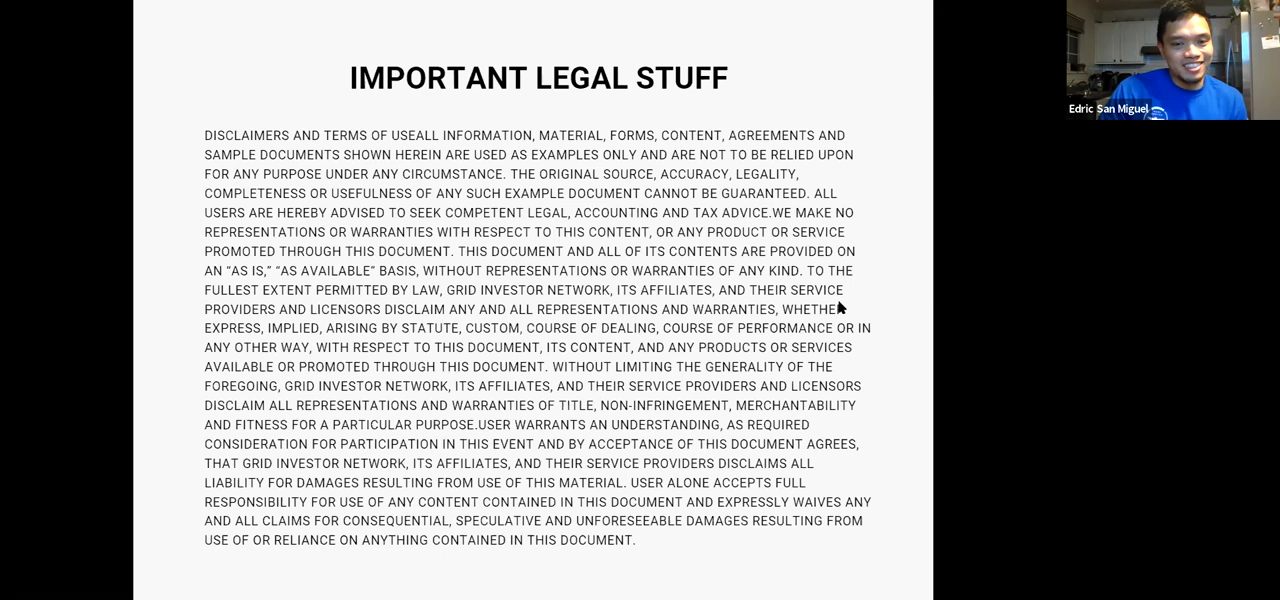 IMPORTANT LEGAL STUFF
DISCLAIMERS AND TERMS OF USEALL INFORMATION, MATERIAL, FORMS, CONTENT, AGREEMENTS AND
SAMPLE DOCUMENTS SHOWN HEREIN ARE USED AS EXAMPLES ONLY AND ARE NOT TO BE RELIED UPON
FOR ANY PURPOSE UNDER ANY CIRCUMSTANCE. THE ORIGINAL SOURCE, ACCURACY, LEGALITY,
COMPLETENESS OR USEFULNESS OF ANY SUCH EXAMPLE DOCUMENT CANNOT BE GUARANTEED. ALL
USERS ARE HEREBY ADVISED TO SEEK COMPETENT LEGAL, ACCOUNTING AND TAX ADVICE.WE MAKE NO
REPRESENTATIONS OR WARRANTIES WITH RESPECT TO THIS CONTENT, OR ANY PRODUCT OR SERVICE
PROMOTED THROUGH THIS DOCUMENT. THIS DOCUMENT AND ALL OF ITS CONTENTS ARE PROVIDED ON
AN “AS IS,” “AS AVAILABLE” BASIS, WITHOUT REPRESENTATIONS OR WARRANTIES OF ANY KIND. TO THE
FULLEST EXTENT PERMITTED BY LAW, GRID INVESTOR NETWORK, ITS AFFILIATES, AND THEIR SERVICE
PROVIDERS AND LICENSORS DISCLAIM ANY AND ALL REPRESENTATIONS AND WARRANTIES, WHETHER
EXPRESS, IMPLIED, ARISING BY STATUTE, CUSTOM, COURSE OF DEALING, COURSE OF PERFORMANCE OR IN
ANY OTHER WAY, WITH RESPECT TO THIS DOCUMENT, ITS CONTENT, AND ANY PRODUCTS OR SERVICES
AVAILABLE OR PROMOTED THROUGH THIS DOCUMENT. WITHOUT LIMITING THE GENERALITY OF THE
FOREGOING, GRID INVESTOR NETWORK, ITS AFFILIATES, AND THEIR SERVICE PROVIDERS AND LICENSORS
DISCLAIM ALL REPRESENTATIONS AND WARRANTIES OF TITLE, NON-INFRINGEMENT, MERCHANTABILITY
AND FITNESS FOR A PARTICULAR PURPOSE.USER WARRANTS AN UNDERSTANDING, AS REQUIRED
CONSIDERATION FOR PARTICIPATION IN THIS EVENT AND BY ACCEPTANCE OF THIS DOCUMENT AGREES,
THAT GRID INVESTOR NETWORK, ITS AFFILIATES, AND THEIR SERVICE PROVIDERS DISCLAIMS ALL
LIABILITY FOR DAMAGES RESULTING FROM USE OF THIS MATERIAL. USER ALONE ACCEPTS FULL
RESPONSIBILITY FOR USE OF ANY CONTENT CONTAINED IN THIS DOCUMENT AND EXPRESSLY WAIVES ANY
AND ALL CLAIMS FOR CONSEQUENTIAL, SPECULATIVE AND UNFORESEEABLE DAMAGES RESULTING FROM
USE OF OR RELIANCE ON ANYTHING CONTAINED IN THIS DOCUMENT.
Edric San Miguel